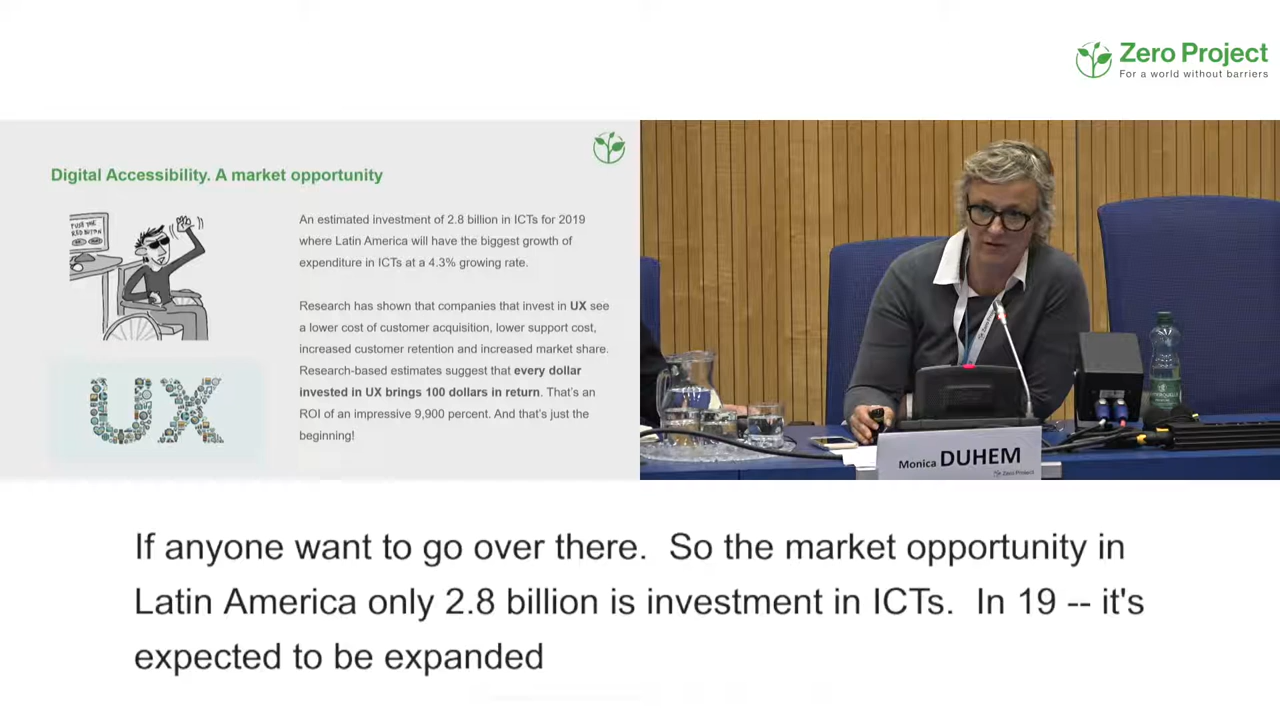 Zero Project
For a world without barriers
Digital Accessibility. A market opportunity
PUSH THE
RED BUTTON
An estimated investment of 2.8 billion in ICTs for 2019
where Latin America will have the biggest growth of
expenditure in ICTs at a 4.3% growing rate.
Research has shown that companies that invest in UX see
a lower cost of customer acquisition, lower support cost,
increased customer retention and increased market share.
Research-based estimates suggest that every dollar
invested in UX brings 100 dollars in return. That's an
ROI of an impressive 9,900 percent. And that's just the
beginning!
UX
Monica DUHEM
Zero Project
If anyone want to go over there.  So the market opportunity in
Latin America only 2.8 billion is investment in ICTs.  In 19 -- it's
expected to be expanded